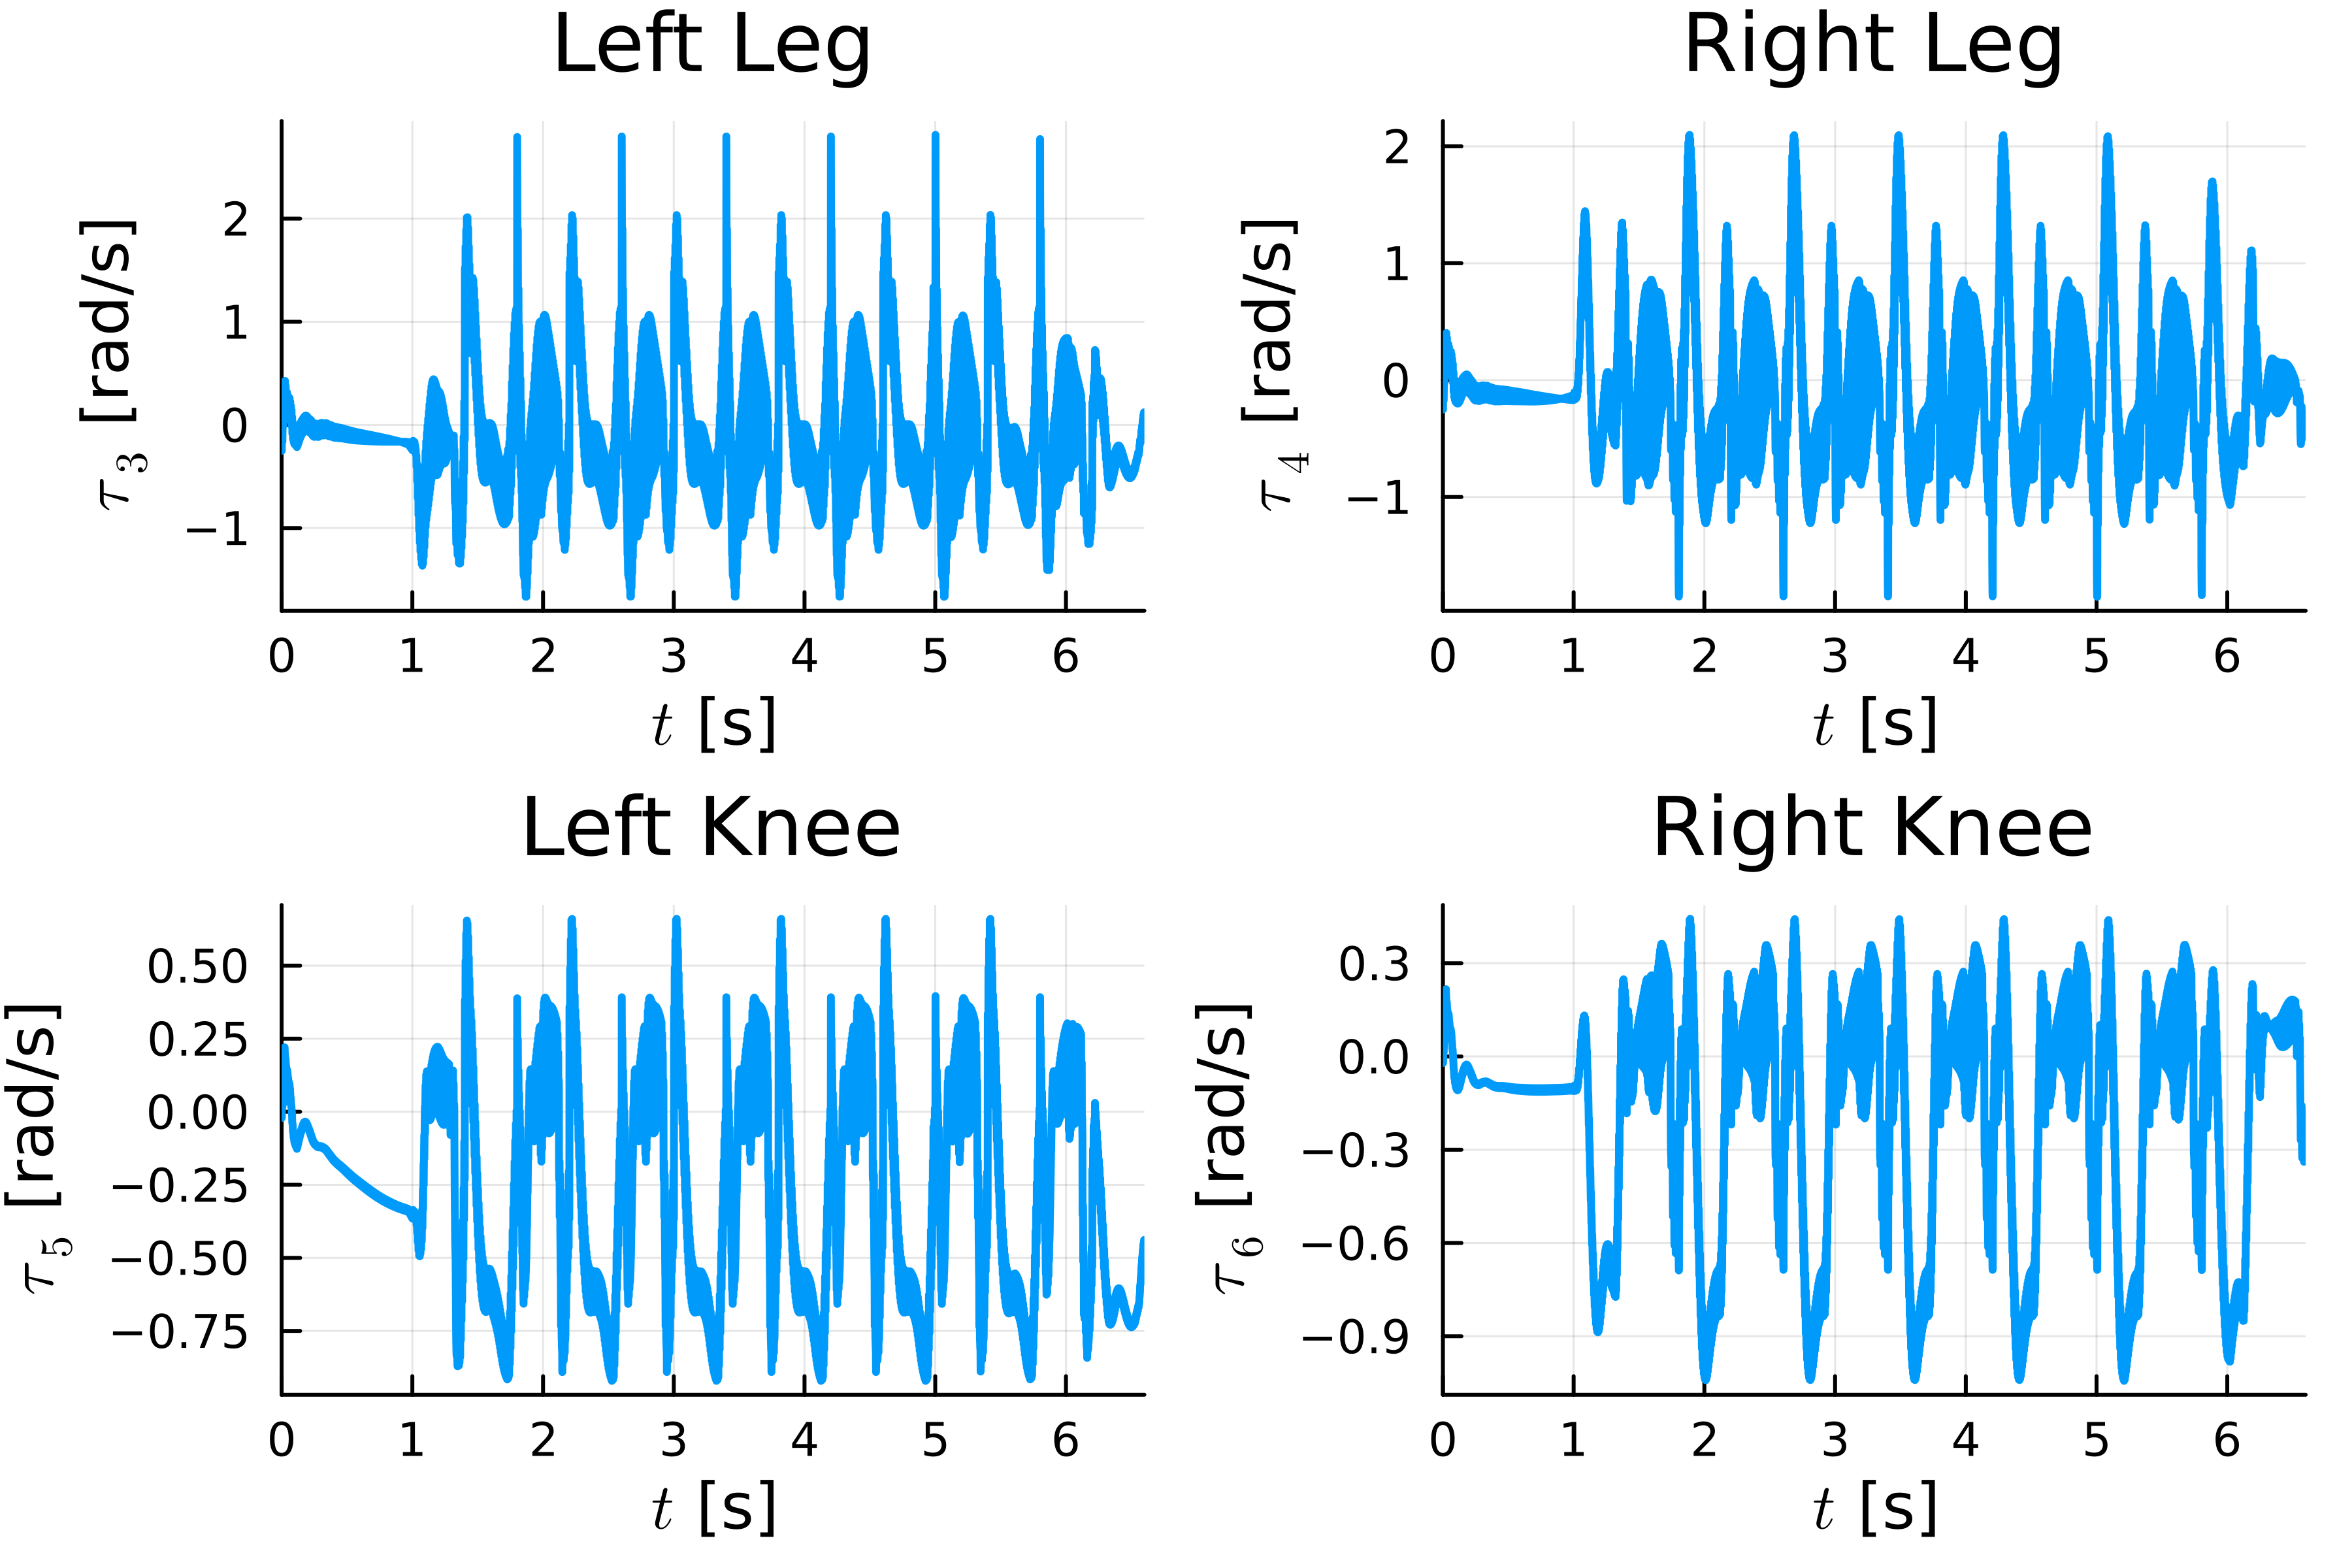 Left Leg
τ3 [rad/s]
2
1
0
−1
0 1 2 3 4 5 6
t [s]
Right Leg
τ4 [rad/s]
2
1
0
−1
0 1 2 3 4 5 6
t [s]
Left Knee
τ5 [rad/s]
0.50
0.25
0.00
−0.25
−0.50
−0.75
0 1 2 3 4 5 6
t [s]
Right Knee
τ6 [rad/s]
0.3
0.0
−0.3
−0.6
−0.9
0 1 2 3 4 5 6
t [s]